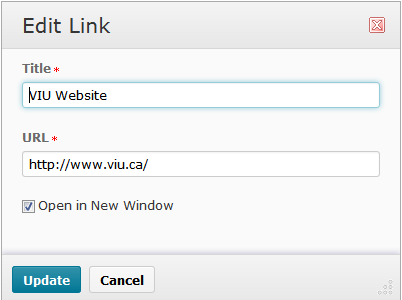 Edit Link
Title *
VIU Website
URL *
http://www.viu.ca/
Open in New Window
Update Cancel